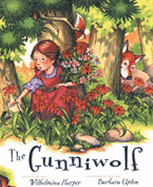 The Gunniwolf
Wilhelmina Harper
Barbara Upton